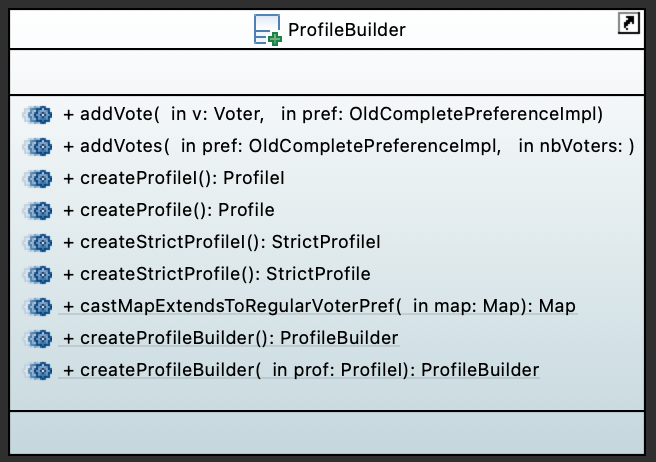 ProfileBuilder
+ addVote(  in v: Voter,   in pref: OldCompletePreferenceImpl)
+ addVotes(  in pref: OldCompletePreferenceImpl,   in nbVoters: )
+ createProfileI(): ProfileI
+ createProfile(): Profile
+ createStrictProfileI(): StrictProfileI
+ createStrictProfile(): StrictProfile
+ castMapExtendsToRegularVoterPref(  in map: Map): Map
+ createProfileBuilder(): ProfileBuilder
+ createProfileBuilder(  in prof: ProfileI): ProfileBuilder